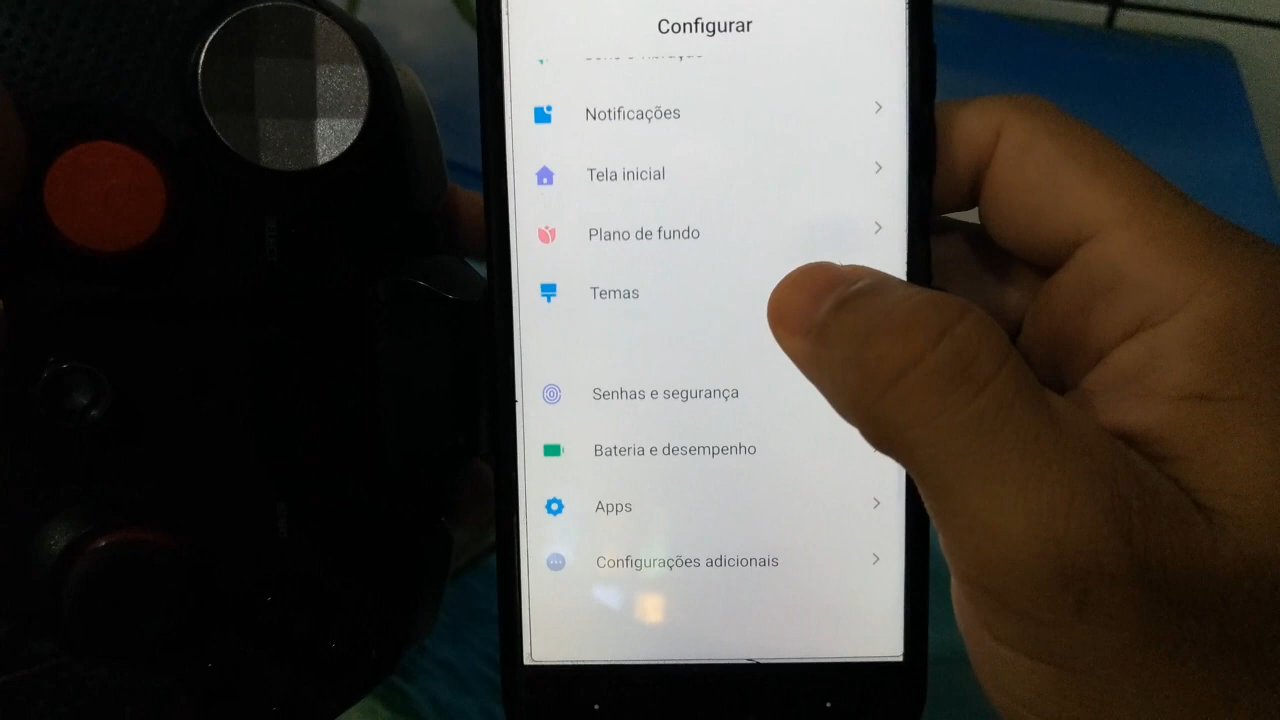 Configurar
Notificações
Tela inicial
Plano de fundo
Temas
Senhas e segurança
Bateria e desempenho
Apps
Configurações adicionais